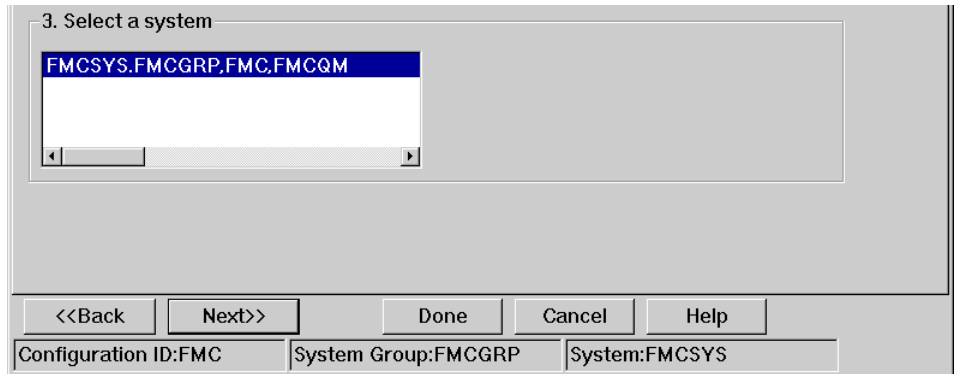 3. Select a system
FMCSYS.FMCGRP,FMC,FMCQM
<<Back Next>> Done Cancel Help
Configuration ID:FMC System Group:FMCGRP System:FMCSYS